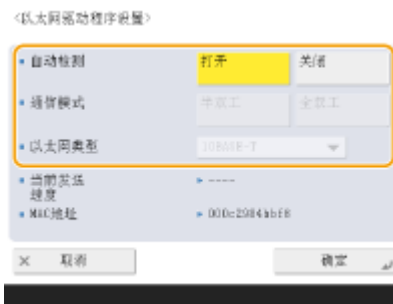 <以太网驱动程序设置>
自动检测
打开
关闭
通信模式
半双工
全双工
以太网类型
10BASE-T
当前发送
速度
----
MAC地址
000c2984bbf8
取消
确定